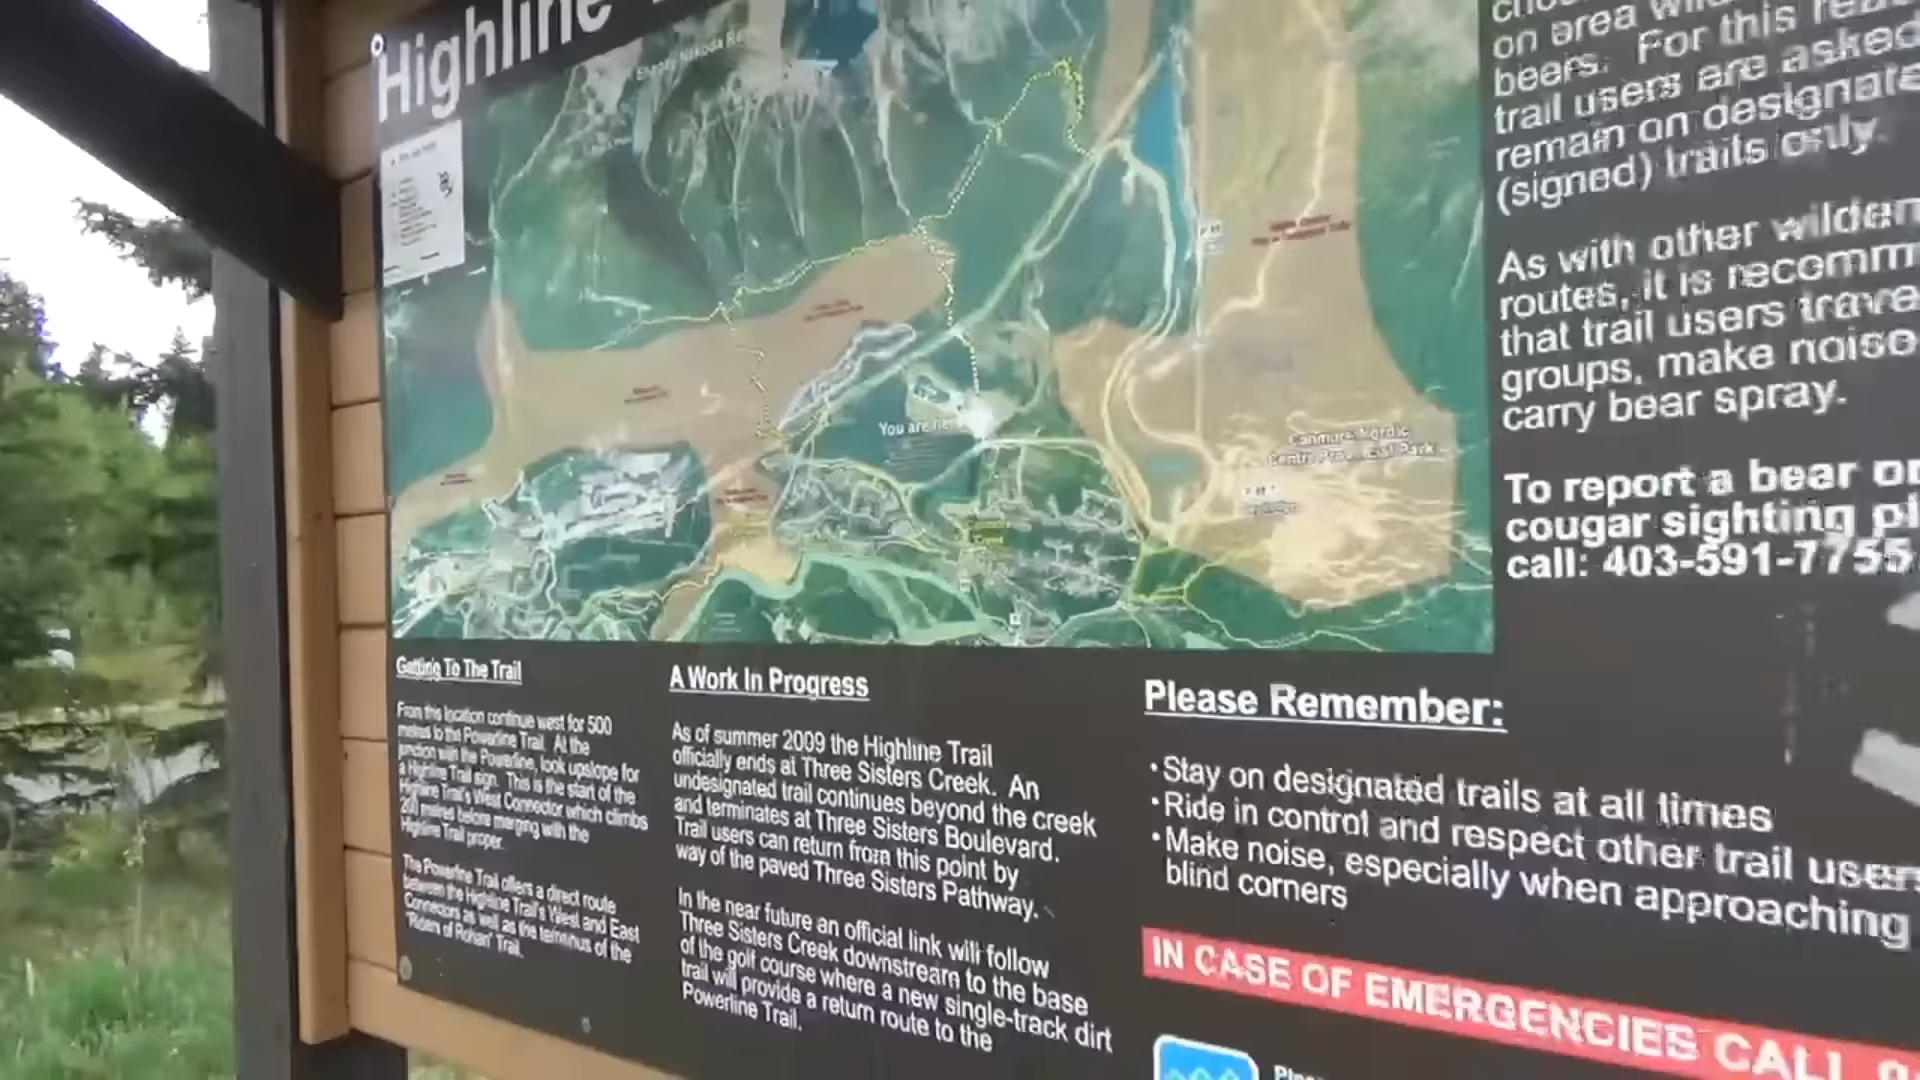 Highline
You are here
Canmore Nordic
Centre Prov. Park
on area
beers. For this
trail users are asked
remain on designate
(signed) trails only.
As with other wilder
routes, it is recomm
that trail users trave
groups, make noise
carry bear spray.
To report a bear or
cougar sighting pl
call: 403-591-7755
Getting To The Trail
From this location continue west for 500
metres to the Powerline Trail. At the
junction with the Powerline, look upslope for
a Highline Trail sign. This is the start of the
Highline Trail's West Connector which climbs
200 metres before merging with the
Highline Trail proper.
The Powerline Trail offers a direct route
between the Highline Trail's West and East
Connectors as well as the terminus of the
"Riders of Rohan" Trail.
A Work In Progress
As of summer 2009 the Highline Trail
officially ends at Three Sisters Creek. An
undesignated trail continues beyond the creek
and terminates at Three Sisters Boulevard.
Trail users can return from this point by
way of the paved Three Sisters Pathway.
In the near future an official link will follow
Three Sisters Creek downstream to the base
of the golf course where a new single-track dirt
trail will provide a return route to the
Powerline Trail.
Please Remember:
•Stay on designated trails at all times
•Ride in control and respect other trail users
•Make noise, especially when approaching
blind corners
IN CASE OF EMERGENCIES CALL 9